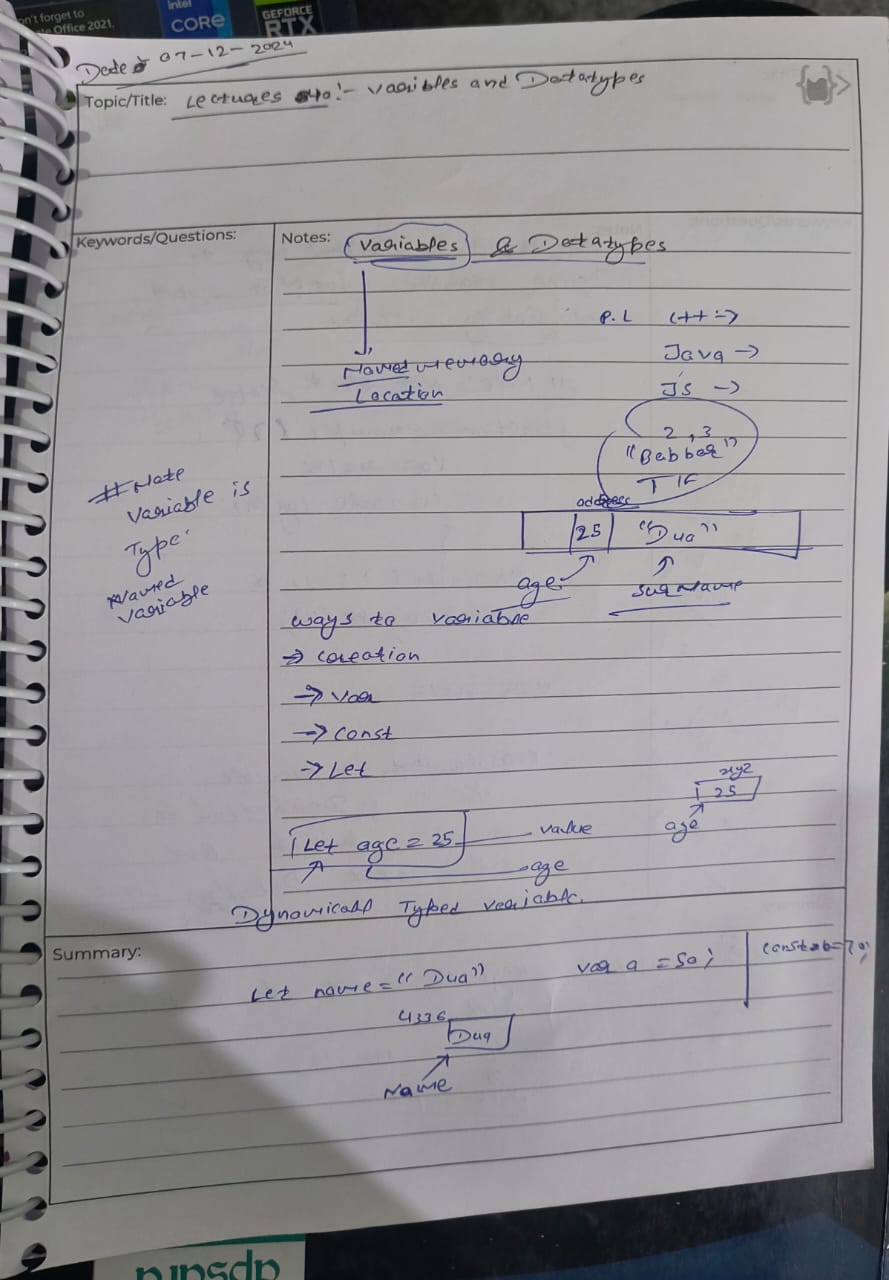 on't forget to
te Office 2021.
intel
CORE
GEFORCE
RTX
Date 07-12-2024
Topic/Title: Lectures :- Variables and Datatypes
Keywords/Questions:
Notes: Variables & Datatypes
P.L C++ :->
Java ->
Js ->
Named memory
Location
2 , 3
"Babbar"
T/F
address
25 "Dua"
age surName
# Note
Variable is
Type
Named
Variable
ways to variable
=> creation
-> Var
-> Const
-> Let
xyz
25
age
Let age = 25 value
age
Typed variable.
Summary:
Let name = "Dua" var a = 50; const b = 70;
4336
Dua
Name